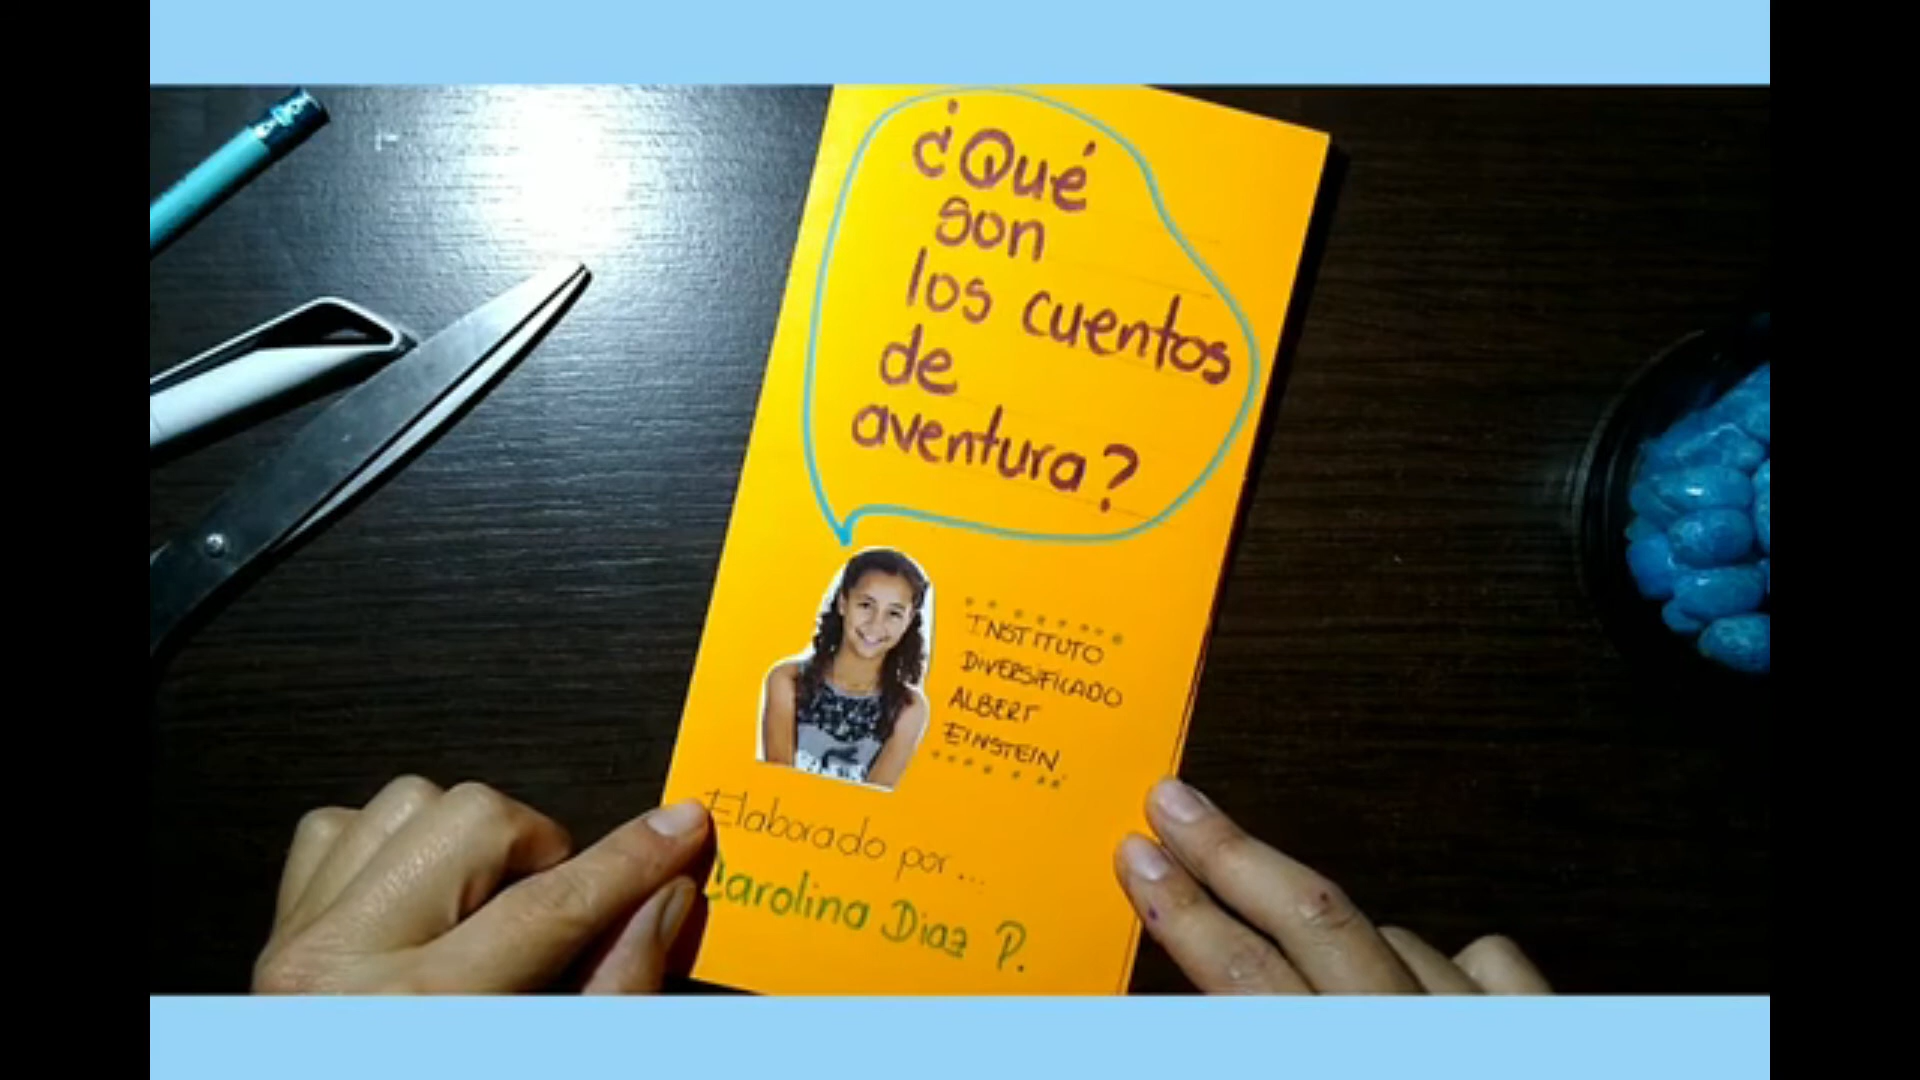 ¿Qué
son
los cuentos
de
aventura?
INSTITUTO
DIVERSIFICADO
ALBERT
EINSTEIN.
Elaborado por...
Carolina Diaz P.